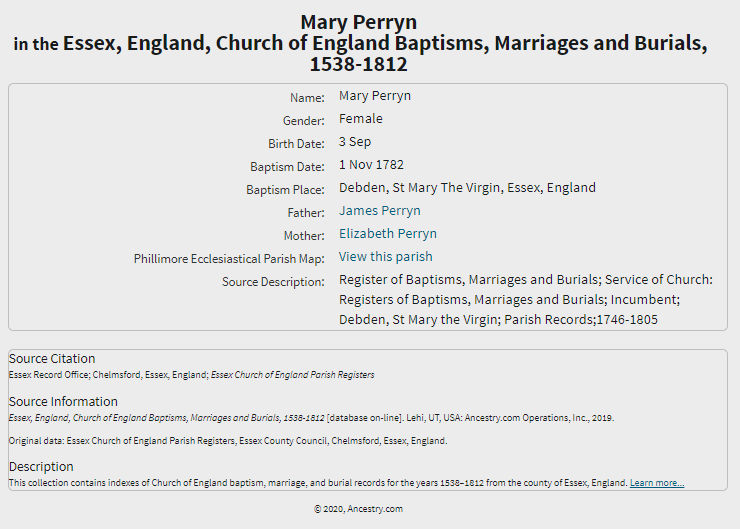 Mary Perryn
in the Essex, England, Church of England Baptisms, Marriages and Burials,
1538-1812
Name: Mary Perryn
Gender: Female
Birth Date: 3 Sep
Baptism Date: 1 Nov 1782
Baptism Place: Debden, St Mary The Virgin, Essex, England
Father: James Perryn
Mother: Elizabeth Perryn
Phillimore Ecclesiastical Parish Map: View this parish
Source Description: Register of Baptisms, Marriages and Burials; Service of Church:
Registers of Baptisms, Marriages and Burials; Incumbent;
Debden, St Mary the Virgin; Parish Records;1746-1805
Source Citation
Essex Record Office; Chelmsford, Essex, England; Essex Church of England Parish Registers
Source Information
Essex, England, Church of England Baptisms, Marriages and Burials, 1538-1812 [database on-line]. Lehi, UT, USA: Ancestry.com Operations, Inc., 2019.
Original data: Essex Church of England Parish Registers, Essex County Council, Chelmsford, Essex, England.
Description
This collection contains indexes of Church of England baptism, marriage, and burial records for the years 1538–1812 from the county of Essex, England. Learn more...
© 2020, Ancestry.com